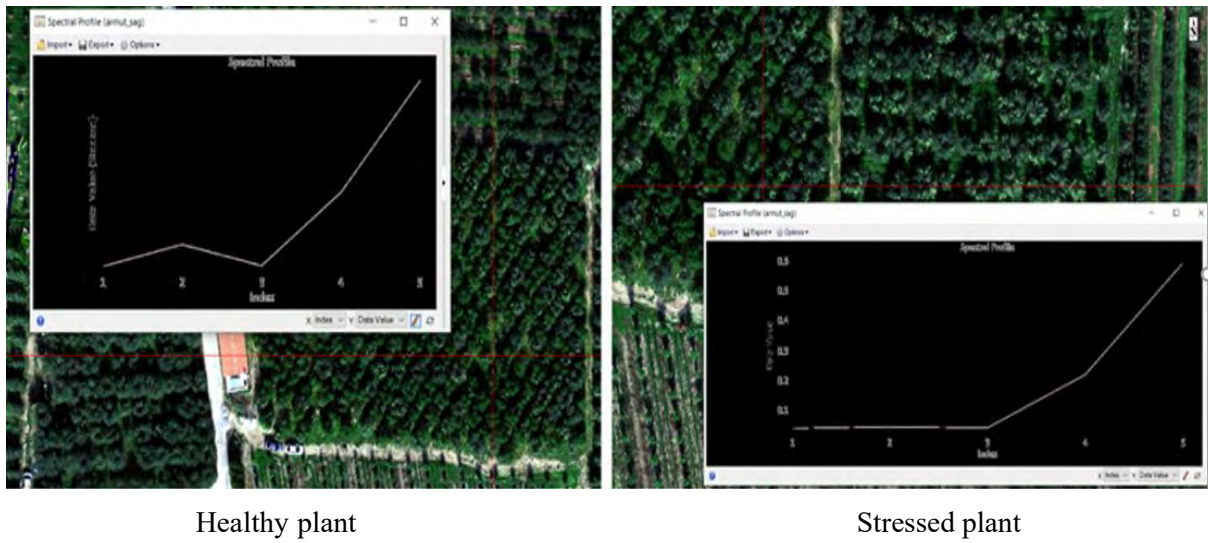 Spectral Profile (armut_sag)
Import Export Options
Spectral Profile
1 2 3 4 5
Index
x Index v Data Value
Healthy plant
Spectral Profile (armut_sag)
Import Export Options
Spectral Profile
0.5
0.4
0.3
0.2
0.1
1 2 3 4 5
Index
x Index v Data Value
Stressed plant